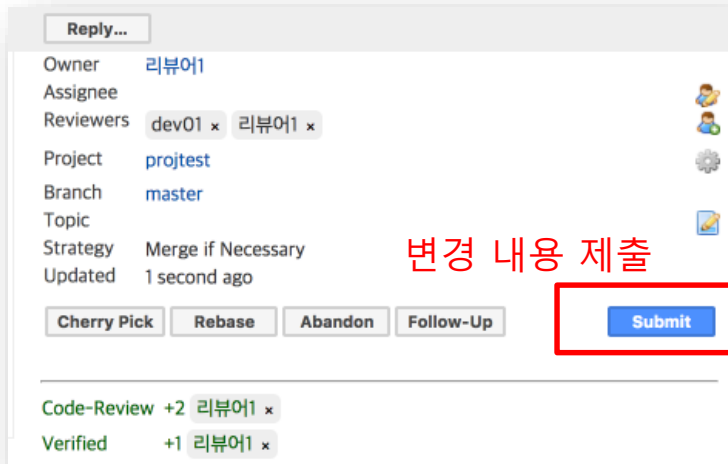 Reply...
Owner 리뷰어1
Assignee
Reviewers dev01 × 리뷰어1 ×
Project projtest
Branch master
Topic
Strategy Merge if Necessary
변경 내용 제출
Updated 1 second ago
Cherry Pick Rebase Abandon Follow-Up Submit
Code-Review +2 리뷰어1 ×
Verified +1 리뷰어1 ×